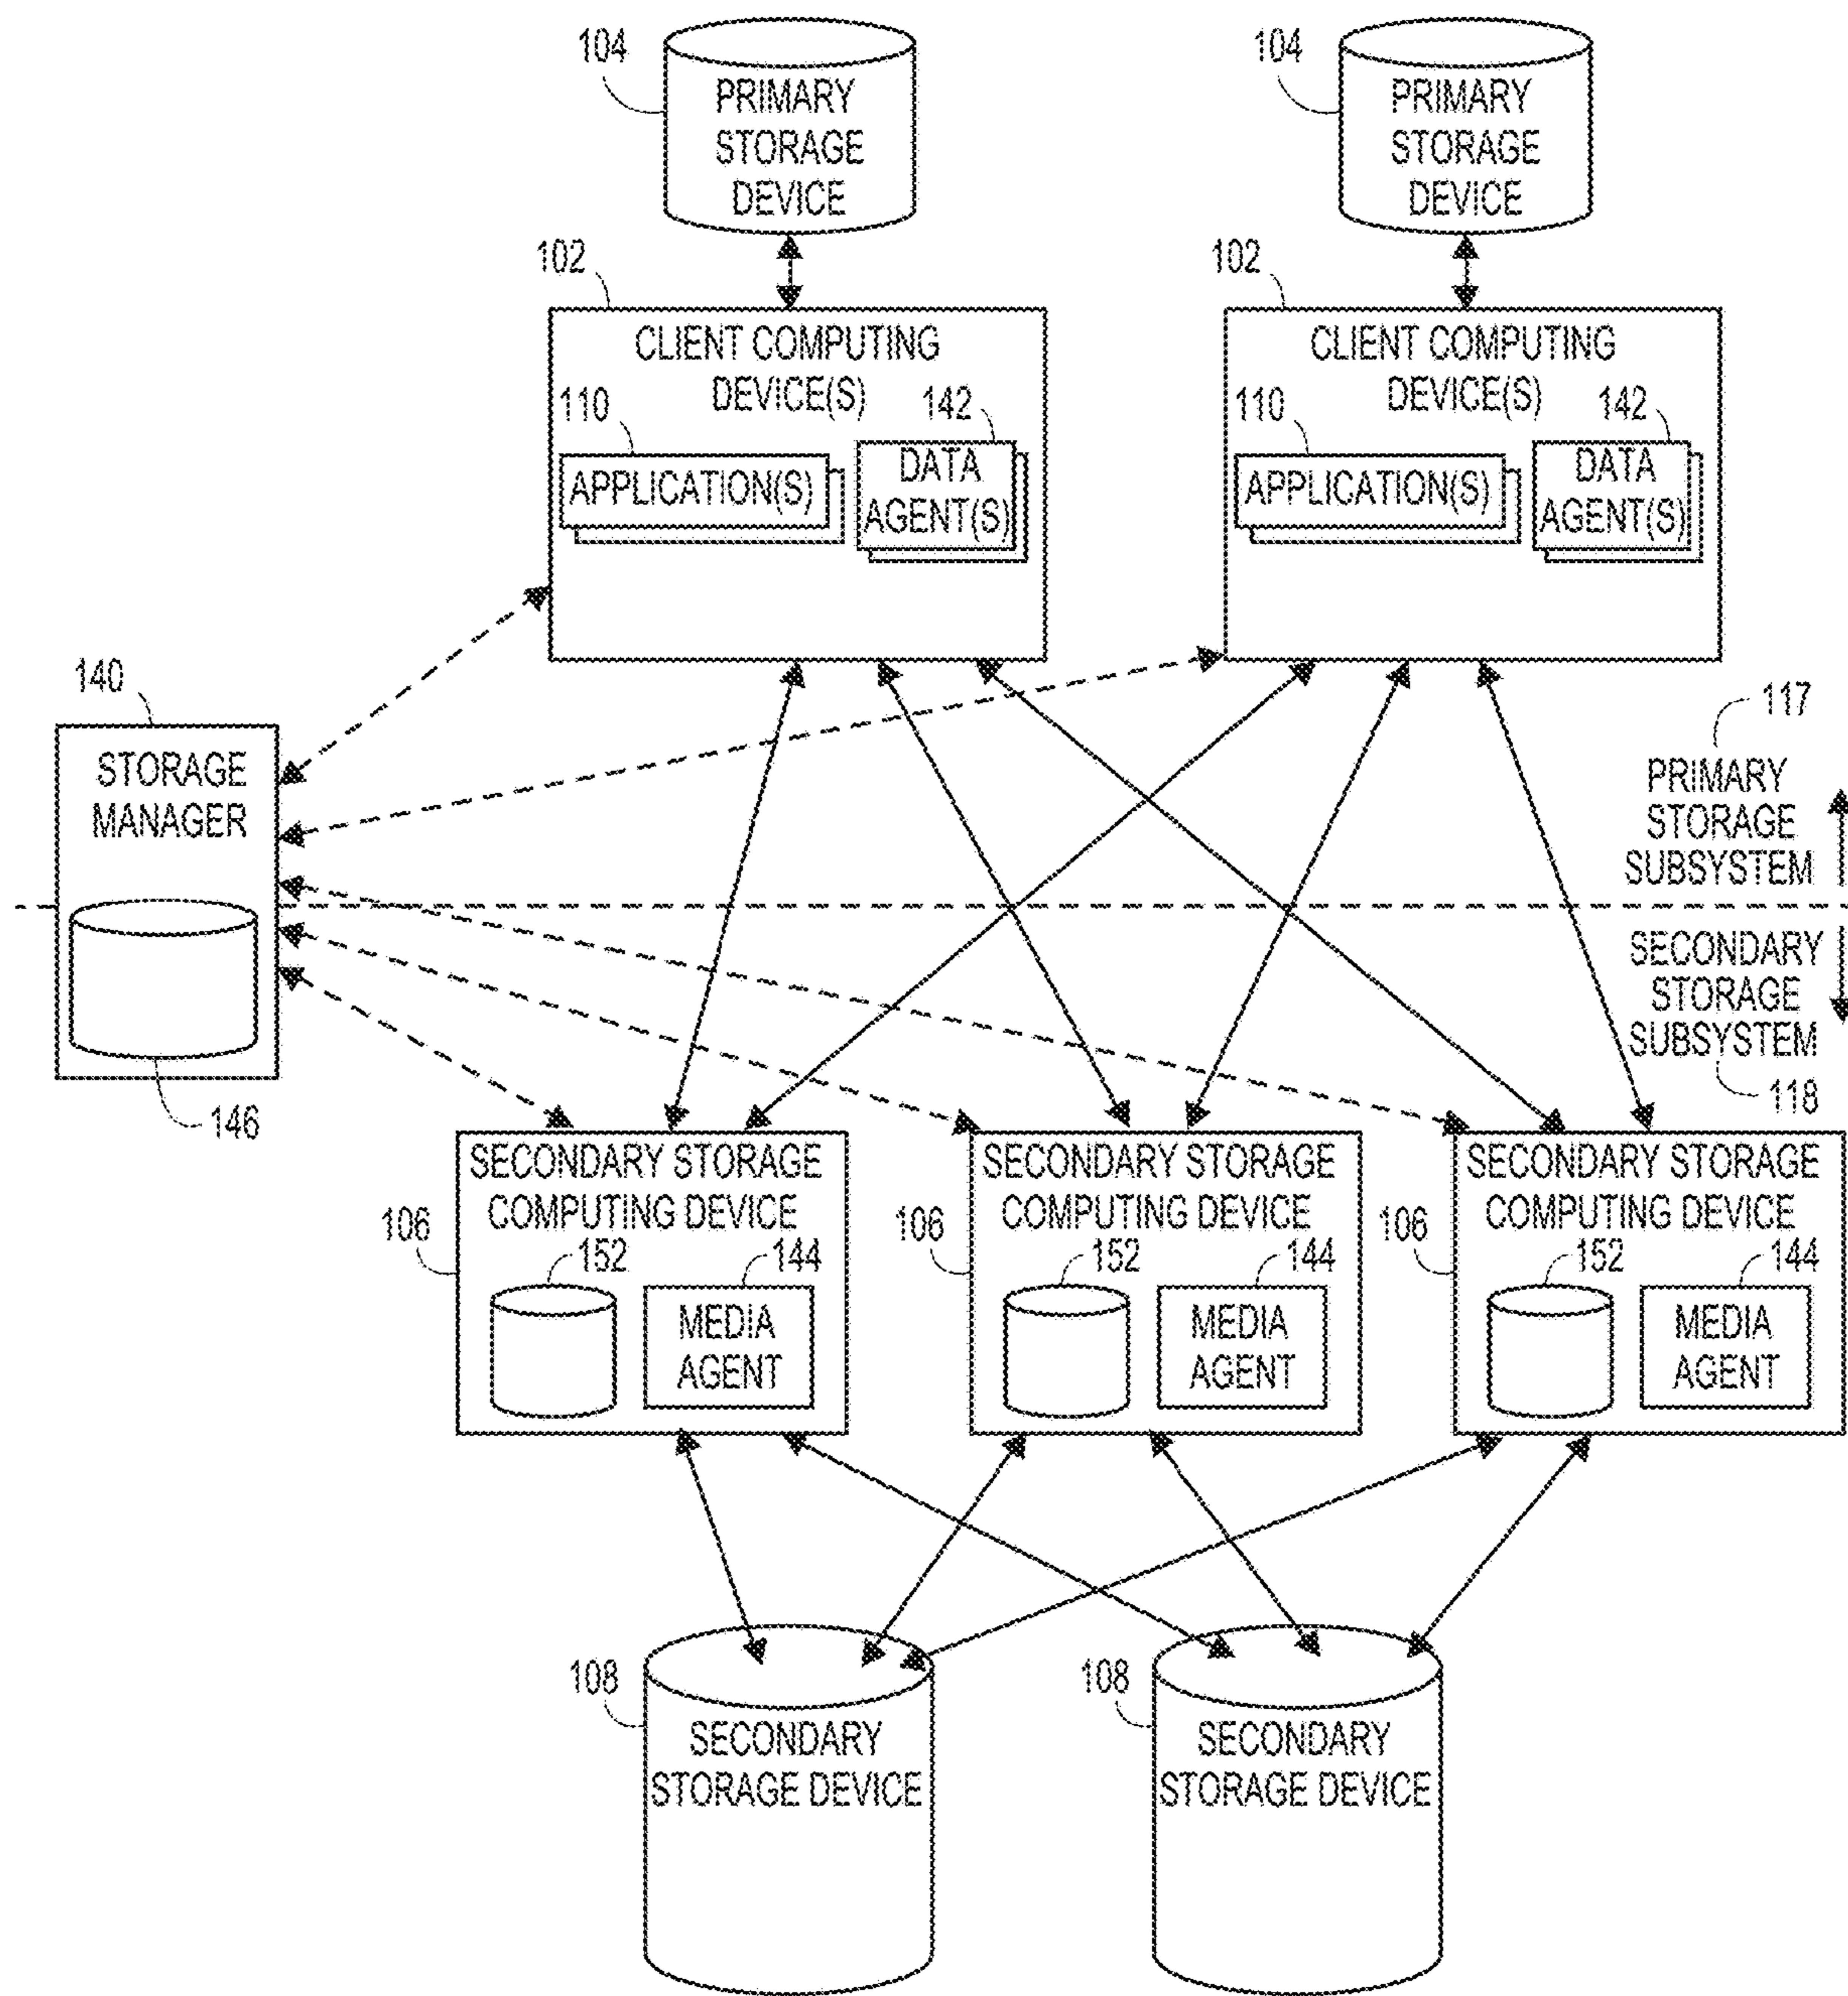 104
PRIMARY
STORAGE
DEVICE
104
PRIMARY
STORAGE
DEVICE
102
CLIENT COMPUTING
DEVICE(S)
110
142
APPLICATION(S)
DATA
AGENT(S)
102
CLIENT COMPUTING
DEVICE(S)
110
142
APPLICATION(S)
DATA
AGENT(S)
140
STORAGE
MANAGER
146
117
PRIMARY
STORAGE
SUBSYSTEM
SECONDARY
STORAGE
SUBSYSTEM
118
SECONDARY STORAGE
COMPUTING DEVICE
106
152
144
MEDIA
AGENT
SECONDARY STORAGE
COMPUTING DEVICE
106
152
144
MEDIA
AGENT
SECONDARY STORAGE
COMPUTING DEVICE
106
152
144
MEDIA
AGENT
108
SECONDARY
STORAGE DEVICE
108
SECONDARY
STORAGE DEVICE